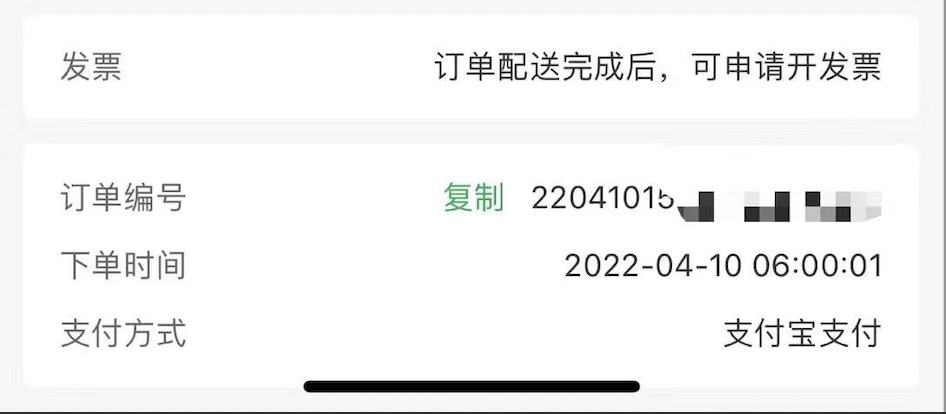 发票 订单配送完成后，可申请开发票
订单编号 复制 22041015
下单时间 2022-04-10 06:00:01
支付方式 支付宝支付